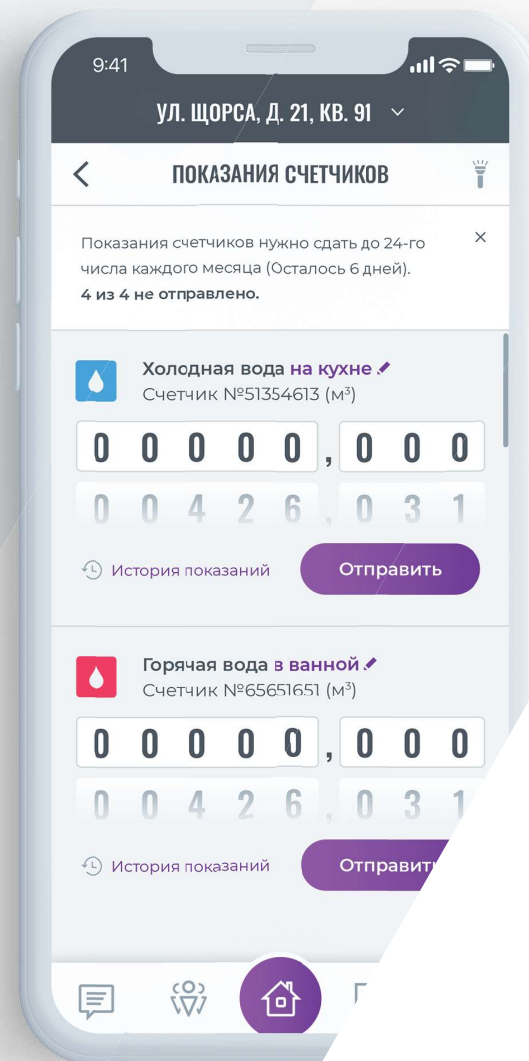 9:41
УЛ. ЩОРСА, Д. 21, КВ. 91
ПОКАЗАНИЯ СЧЕТЧИКОВ
Показания счетчиков нужно сдать до 24-го
числа каждого месяца (Осталось 6 дней).
4 из 4 не отправлено.
Холодная вода на кухне
Счетчик №51354613 (м³)
0 0 0 0 0 , 0 0 0
0 0 4 2 6 , 0 3 1
История показаний Отправить
Горячая вода в ванной
Счетчик №65651651 (м³)
0 0 0 0 0 , 0 0 0
0 0 4 2 6 , 0 3 1
История показаний Отправить